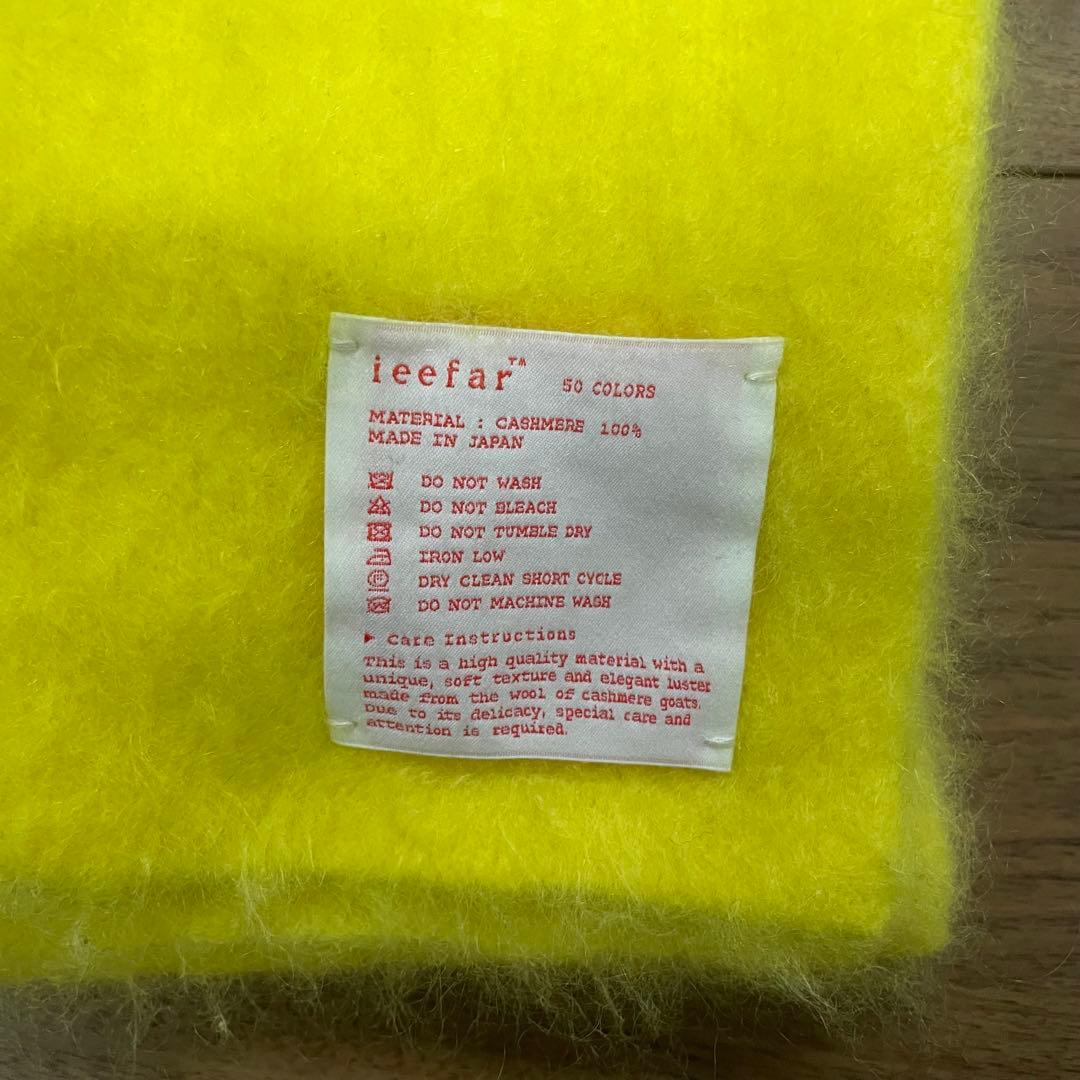 ieefar™ 50 COLORS
MATERIAL : CASHMERE 100%
MADE IN JAPAN
DO NOT WASH
DO NOT BLEACH
DO NOT TUMBLE DRY
IRON LOW
DRY CLEAN SHORT CYCLE
DO NOT MACHINE WASH
▶ Care Instructions
This is a high quality material with a
unique, soft texture and elegant luster
made from the wool of cashmere goats.
Due to its delicacy, special care and
attention is required.